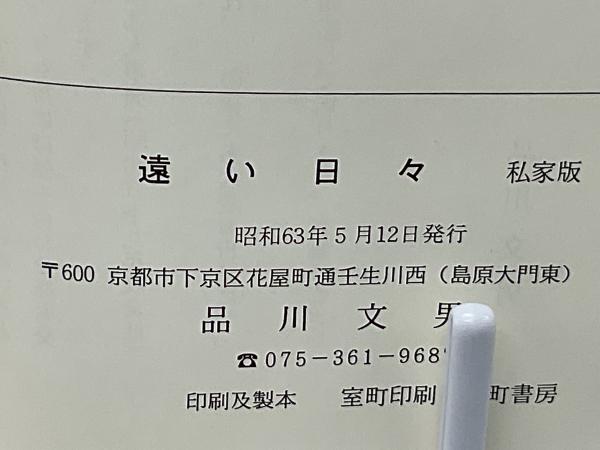 遠い日々 私家版
昭和63年5月12日発行
〒600 京都市下京区花屋町通壬生川西(島原大門東)
品川文男
☎075-361-968
印刷及製本 室町印刷 町書房